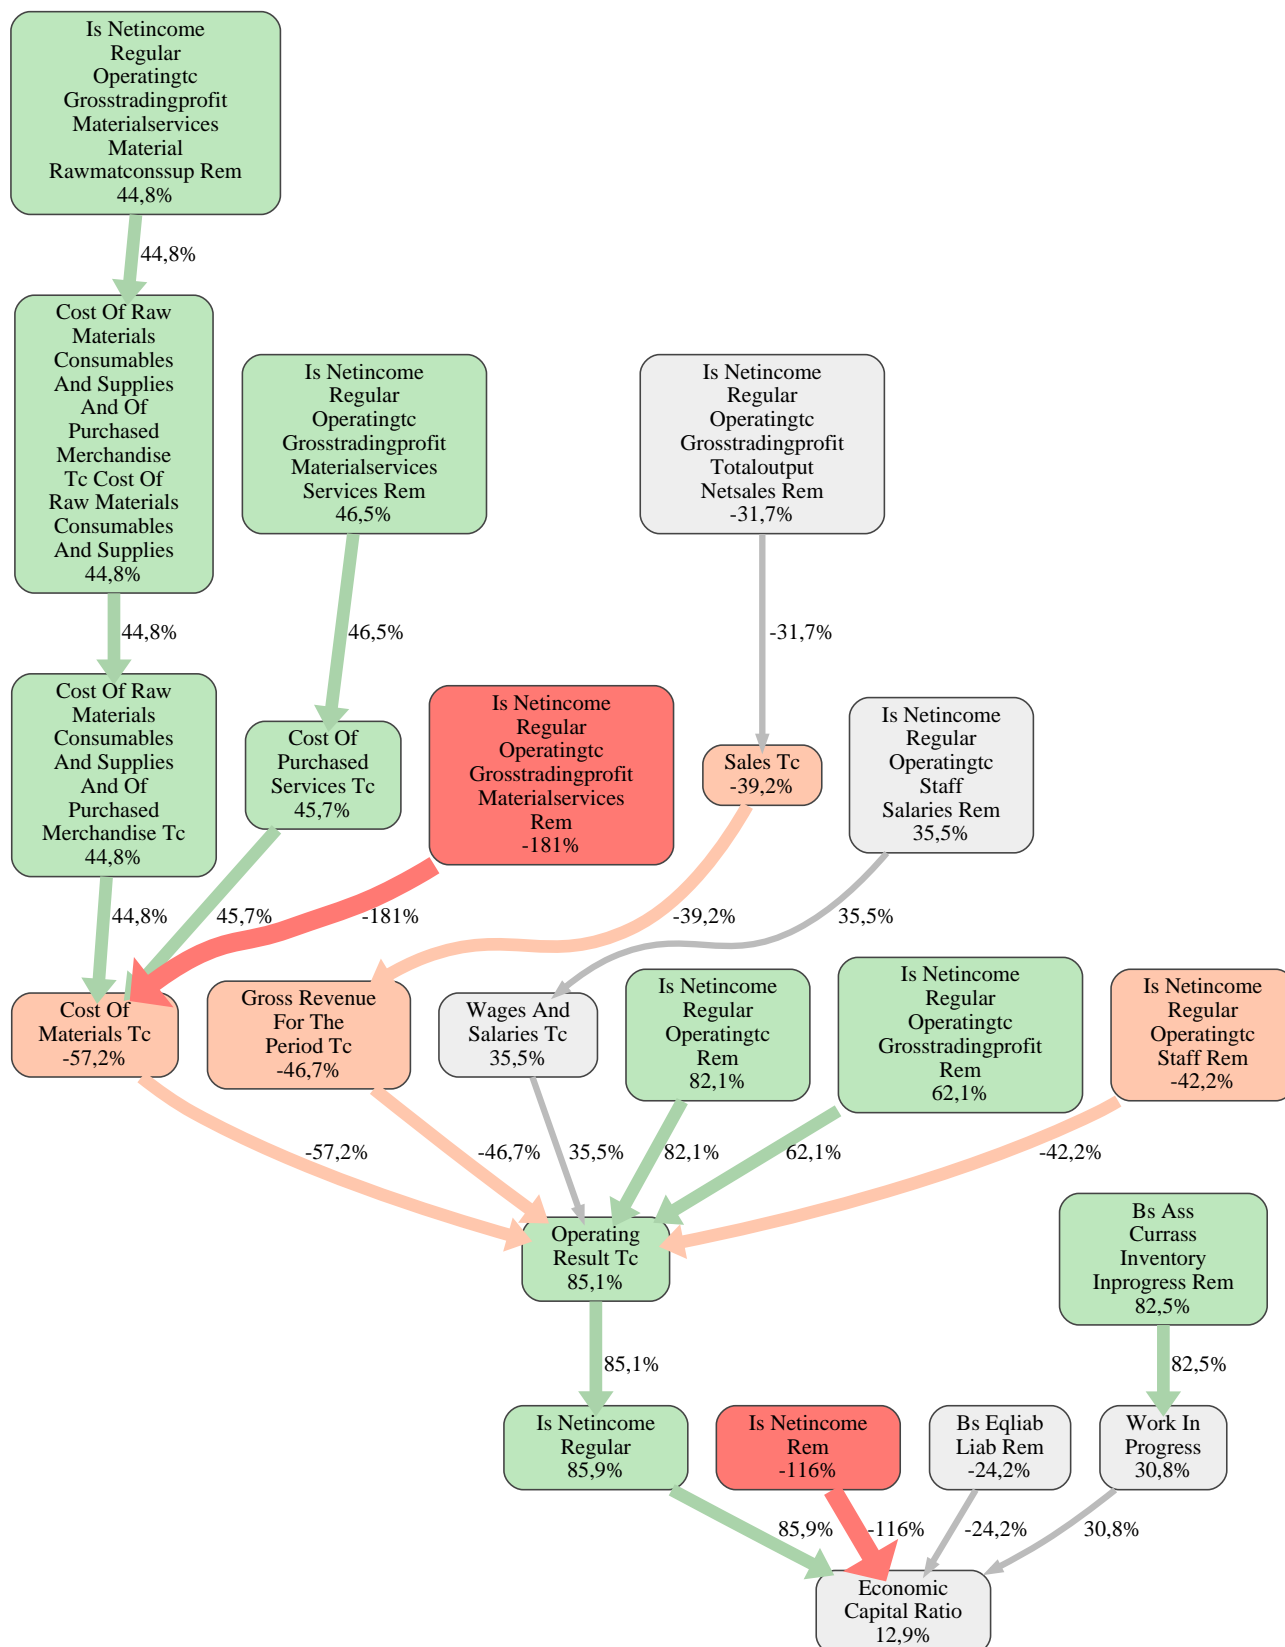 Is Netincome
Regular
Operatingtc
Grosstradingprofit
Materialservices
Material
Rawmatconssup Rem
44,8%
44,8%
Cost Of Raw
Materials
Consumables
And Supplies
And Of
Purchased
Merchandise
Tc Cost Of
Raw Materials
Consumables
And Supplies
44,8%
Is Netincome
Regular
Operatingtc
Grosstradingprofit
Materialservices
Services Rem
46,5%
Is Netincome
Regular
Operatingtc
Grosstradingprofit
Totaloutput
Netsales Rem
-31,7%
44,8%
46,5%
-31,7%
Cost Of Raw
Materials
Consumables
And Supplies
And Of
Purchased
Merchandise Tc
44,8%
Cost Of
Purchased
Services Tc
45,7%
Is Netincome
Regular
Operatingtc
Grosstradingprofit
Materialservices
Rem
-181%
Sales Tc
-39,2%
Is Netincome
Regular
Operatingtc
Staff
Salaries Rem
35,5%
44,8%
45,7%
-181%
-39,2%
35,5%
Cost Of
Materials Tc
-57,2%
Gross Revenue
For The
Period Tc
-46,7%
Wages And
Salaries Tc
35,5%
Is Netincome
Regular
Operatingtc
Rem
82,1%
Is Netincome
Regular
Operatingtc
Grosstradingprofit
Rem
62,1%
Is Netincome
Regular
Operatingtc
Staff Rem
-42,2%
-57,2%
-46,7%
35,5%
82,1%
62,1%
-42,2%
Operating
Result Tc
85,1%
Bs Ass
Currass
Inventory
Inprogress Rem
82,5%
85,1%
82,5%
Is Netincome
Regular
85,9%
Is Netincome
Rem
-116%
Bs Eqliab
Liab Rem
-24,2%
Work In
Progress
30,8%
85,9%
-116%
-24,2%
30,8%
Economic
Capital Ratio
12,9%